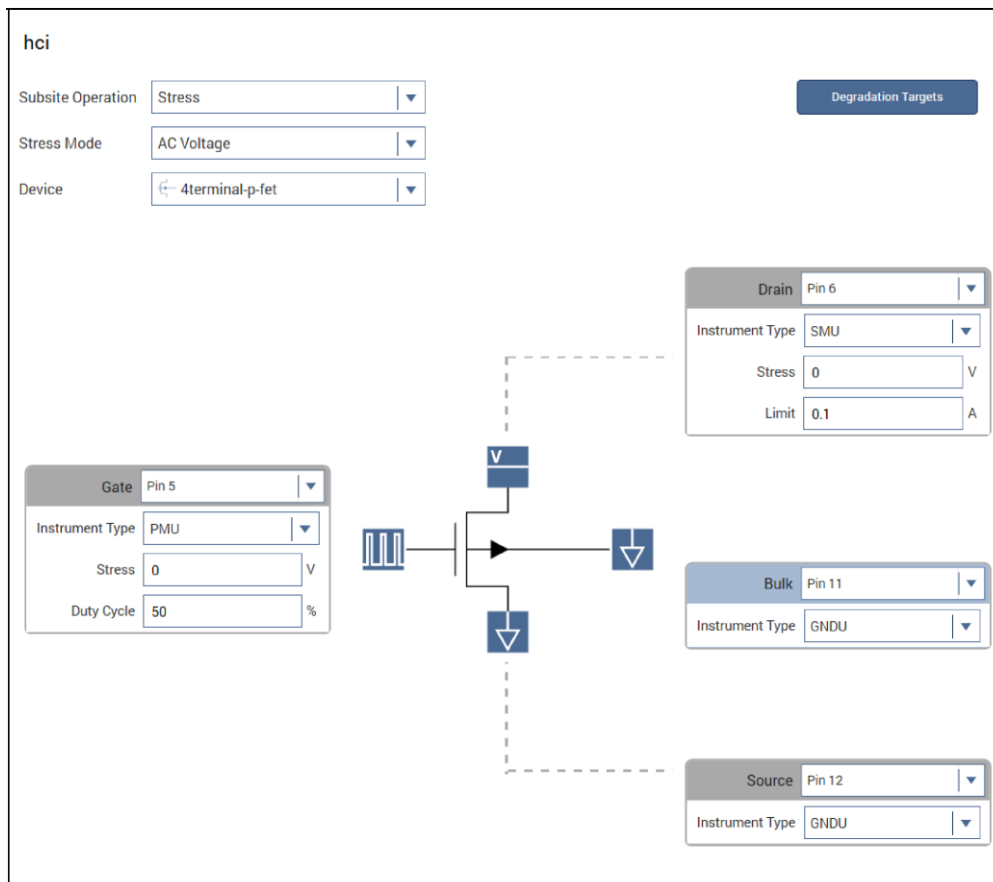 hci
Subsite Operation Stress
Degradation Targets
Stress Mode AC Voltage
Device 4terminal-p-fet
Drain Pin 6
Instrument Type SMU
Stress 0 V
Limit 0.1 A
V
Gate Pin 5
Instrument Type PMU
Stress 0 V
Duty Cycle 50 %
Bulk Pin 11
Instrument Type GNDU
Source Pin 12
Instrument Type GNDU